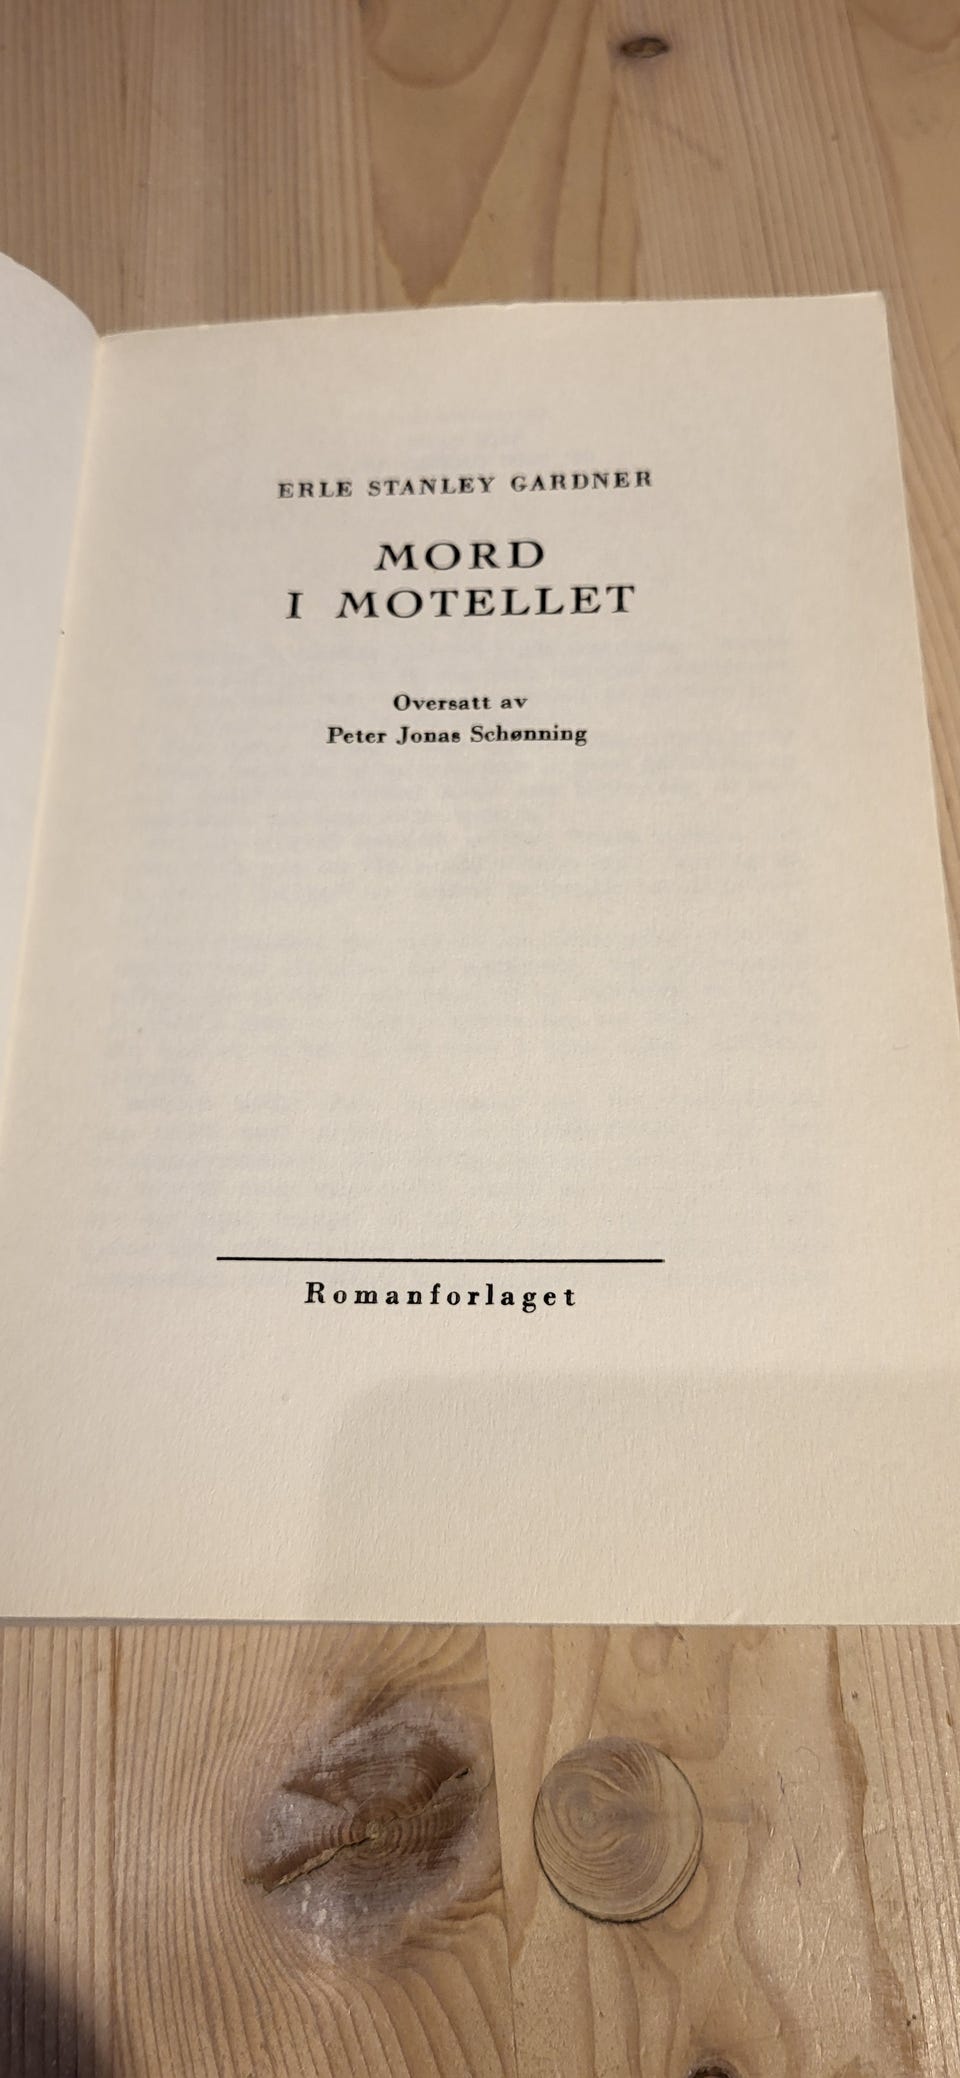 ERLE STANLEY GARDNER
MORD
I MOTELLET
Oversatt av
Peter Jonas Schønning
Romanforlaget